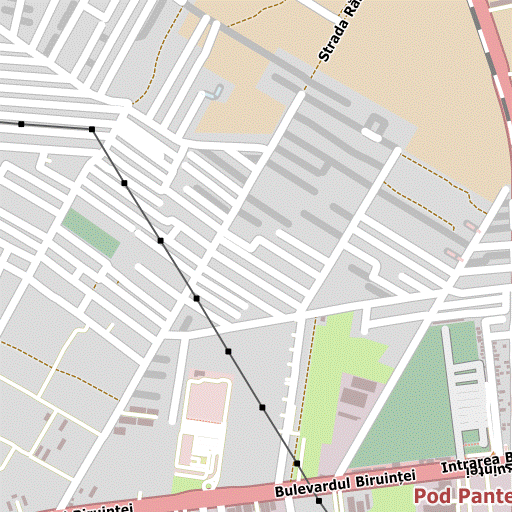 Strada Ra
Intrarea B
Bulevardul Biruinței
Biruinței
Pod Pante